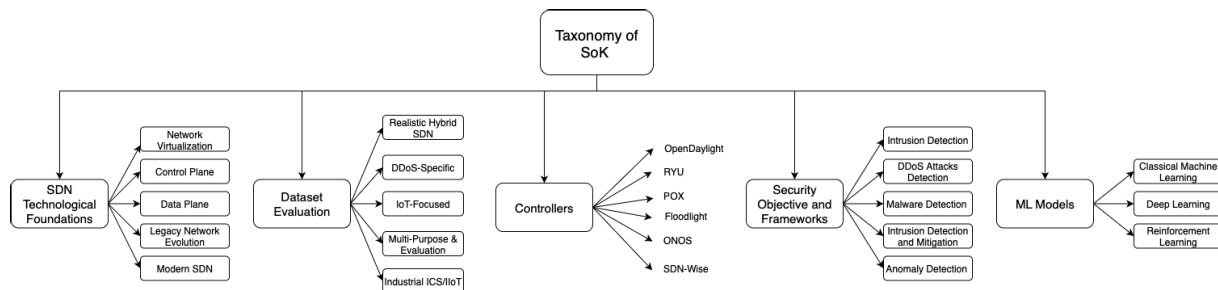 Taxonomy of
SoK
SDN
Technological
Foundations
Network
Virtualization
Control Plane
Data Plane
Legacy Network
Evolution
Modern SDN
Dataset
Evaluation
Realistic Hybrid
SDN
DDoS-Specific
IoT-Focused
Multi-Purpose &
Evaluation
Industrial ICS/IIoT
Controllers
OpenDaylight
RYU
POX
Floodlight
ONOS
SDN-Wise
Security
Objective and
Frameworks
Intrusion Detection
DDoS Attacks
Detection
Malware Detection
Intrusion Detection
and Mitigation
Anomaly Detection
ML Models
Classical Machine
Learning
Deep Learning
Reinforcement
Learning